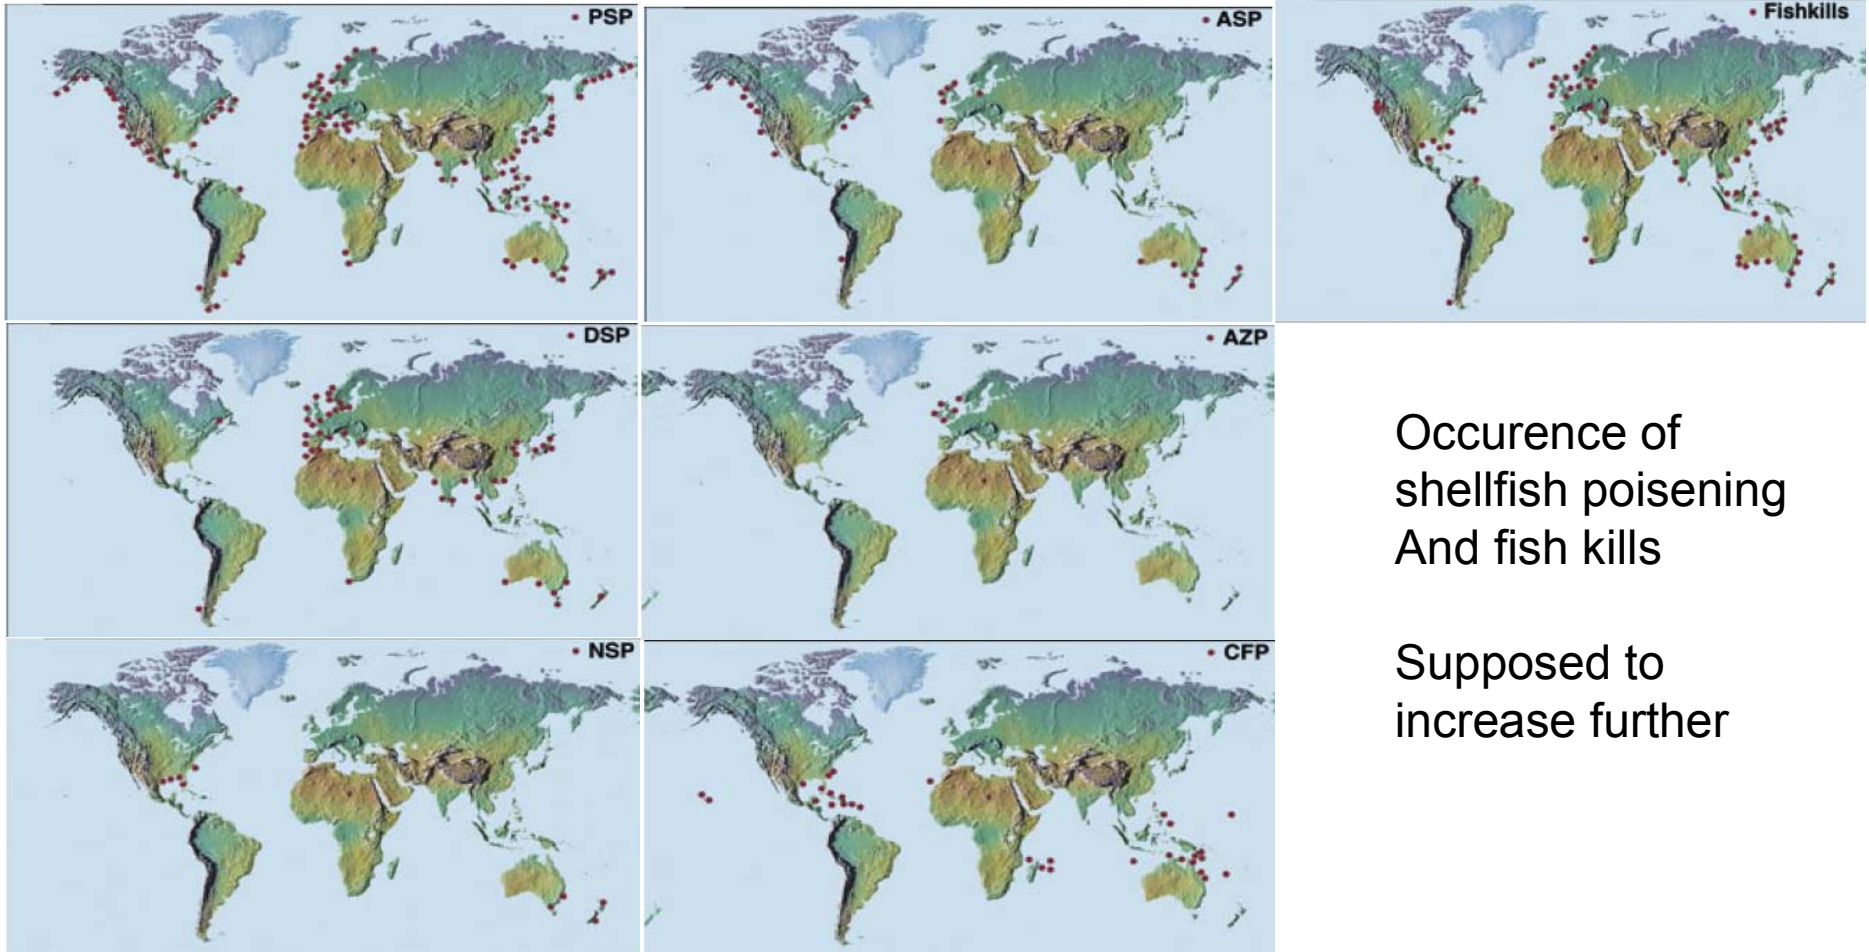 PSP
ASP
Fishkills
DSP
AZP
NSP
CFP
Occurence of
shellfish poisening
And fish kills
Supposed to
increase further